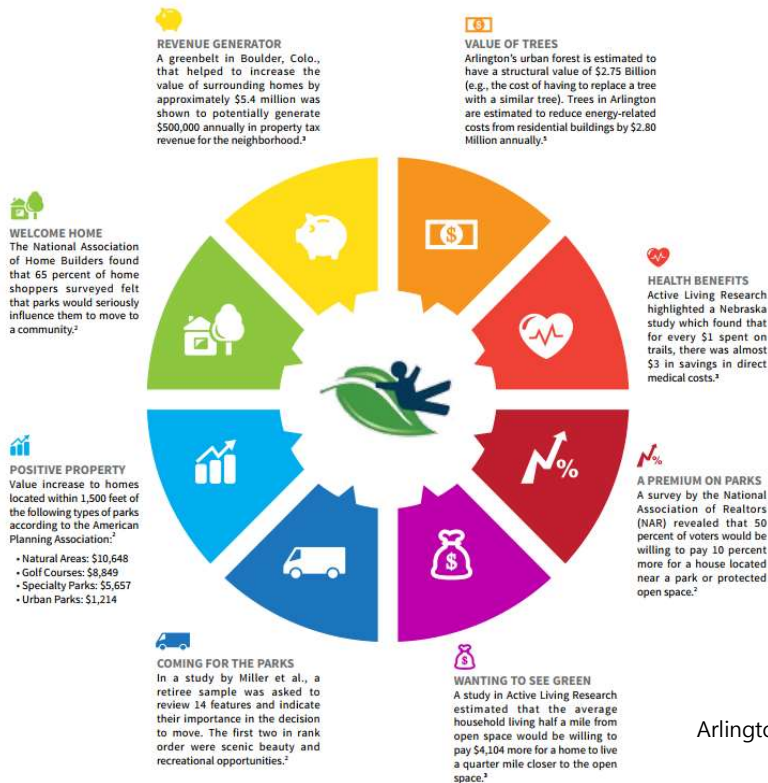 REVENUE GENERATOR
A greenbelt in Boulder, Colo.,
that helped to increase the
value of surrounding homes by
approximately $5.4 million was
shown to potentially generate
$500,000 annually in property tax
revenue for the neighborhood.³
VALUE OF TREES
Arlington's urban forest is estimated to
have a structural value of $2.75 Billion
(e.g., the cost of having to replace a tree
with a similar tree). Trees in Arlington
are estimated to reduce energy-related
costs from residential buildings by $2.80
Million annually.⁵
WELCOME HOME
The National Association
of Home Builders found
that 65 percent of home
shoppers surveyed felt
that parks would seriously
influence them to move to
a community.²
HEALTH BENEFITS
Active Living Research
highlighted a Nebraska
study which found that
for every $1 spent on
trails, there was almost
$3 in savings in direct
medical costs.³
POSITIVE PROPERTY
Value increase to homes
located within 1,500 feet of
the following types of parks
according to the American
Planning Association:²
• Natural Areas: $10,648
• Golf Courses: $8,849
• Specialty Parks: $5,657
• Urban Parks: $1,214
A PREMIUM ON PARKS
A survey by the National
Association of Realtors
(NAR) revealed that 50
percent of voters would be
willing to pay 10 percent
more for a house located
near a park or protected
open space.²
COMING FOR THE PARKS
In a study by Miller et al., a
retiree sample was asked to
review 14 features and indicate
their importance in the decision
to move. The first two in rank
order were scenic beauty and
recreational opportunities.²
WANTING TO SEE GREEN
A study in Active Living Research
estimated that the average
household living half a mile from
open space would be willing to
pay $4,104 more for a home to live
a quarter mile closer to the open
space.³
$
%
$
%
$
$
Arlingto